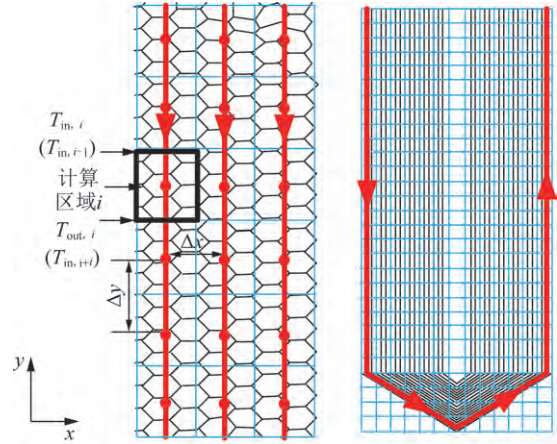 T_in, i
(T_in, i−1)
计算
区域i
T_out, i
(T_in, i+i)
Δx
Δy
y
x